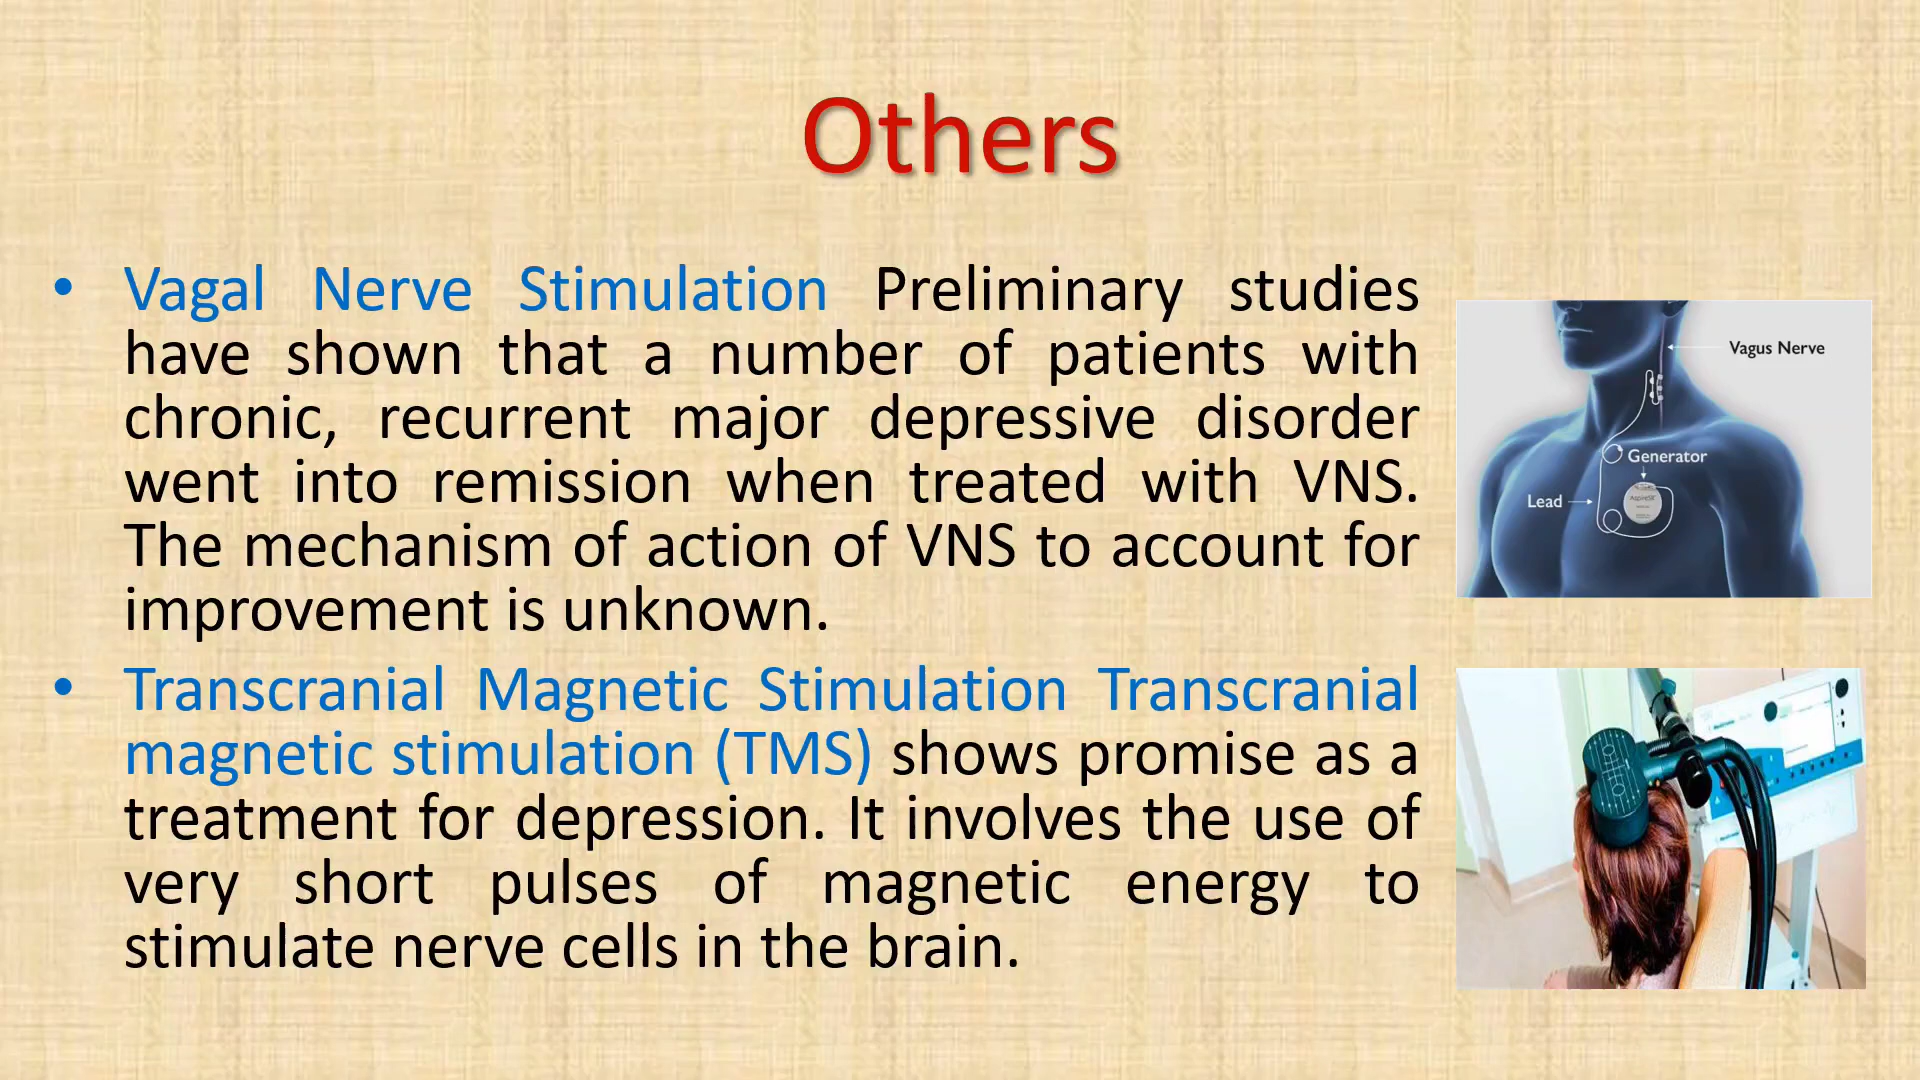 Others
• Vagal Nerve Stimulation Preliminary studies
have shown that a number of patients with
chronic, recurrent major depressive disorder
went into remission when treated with VNS.
The mechanism of action of VNS to account for
improvement is unknown.
• Transcranial Magnetic Stimulation Transcranial
magnetic stimulation (TMS) shows promise as a
treatment for depression. It involves the use of
very short pulses of magnetic energy to
stimulate nerve cells in the brain.
Vagus Nerve
Generator
Lead